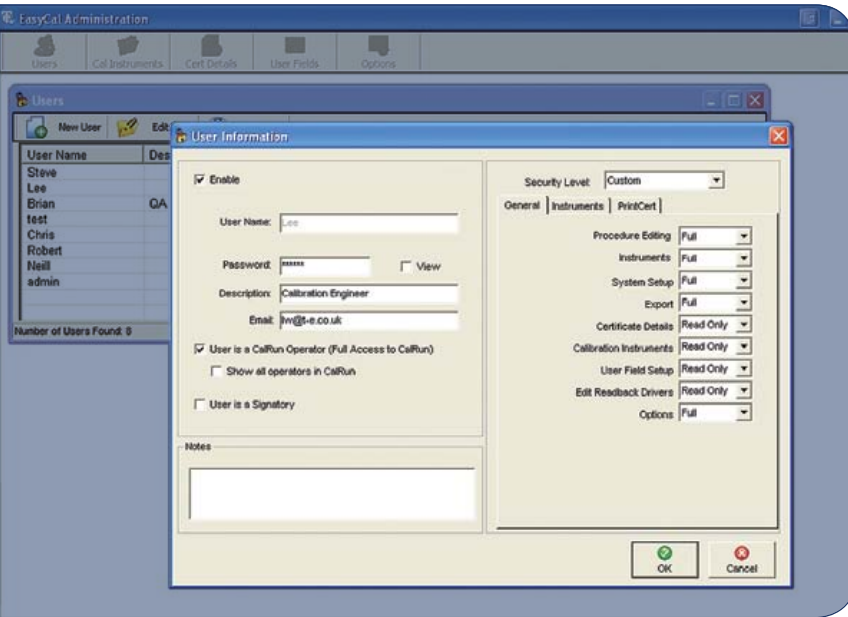 EasyCal Administration
Users Cal Instruments Cert Details User Fields Options
Users
New User Edit
User Name Des
Steve
Lee
Brian QA
test
Chris
Robert
Neill
admin
Number of Users Found: 8
User Information
Enable
User Name: Lee
Password: ****** View
Description: Calibration Engineer
Email: lw@t-e.co.uk
User is a CalRun Operator (Full Access to CalRun)
Show all operators in CalRun
User is a Signatory
Notes
Security Level: Custom
General Instruments PrintCert
Procedure Editing Full
Instruments Full
System Setup Full
Export Full
Certificate Details Read Only
Calibration Instruments Read Only
User Field Setup Read Only
Edit Readback Drivers Read Only
Options Full
OK Cancel